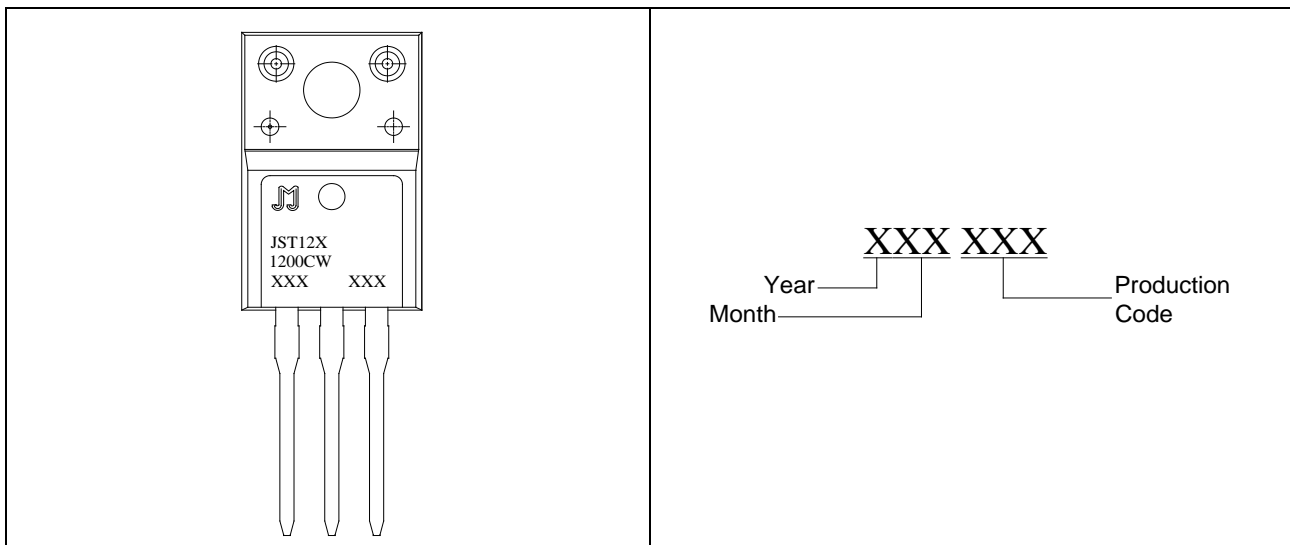 JST12X
1200CW
XXX XXX
XXX XXX
Year
Month
Production
Code